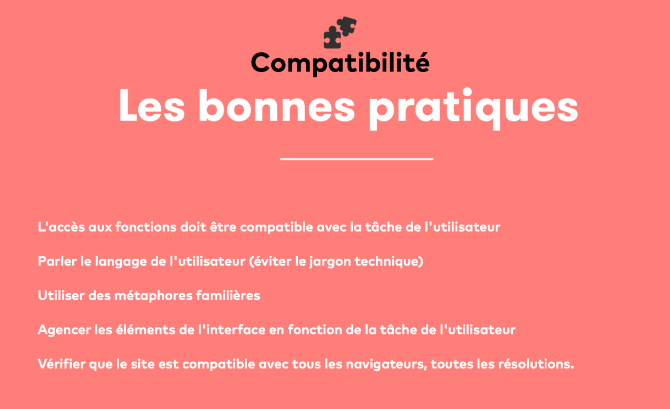 Compatibilité
Les bonnes pratiques
L'accès aux fonctions doit être compatible avec la tâche de l'utilisateur
Parler le langage de l'utilisateur (éviter le jargon technique)
Utiliser des métaphores familières
Agencer les éléments de l'interface en fonction de la tâche de l'utilisateur
Vérifier que le site est compatible avec tous les navigateurs, toutes les résolutions.